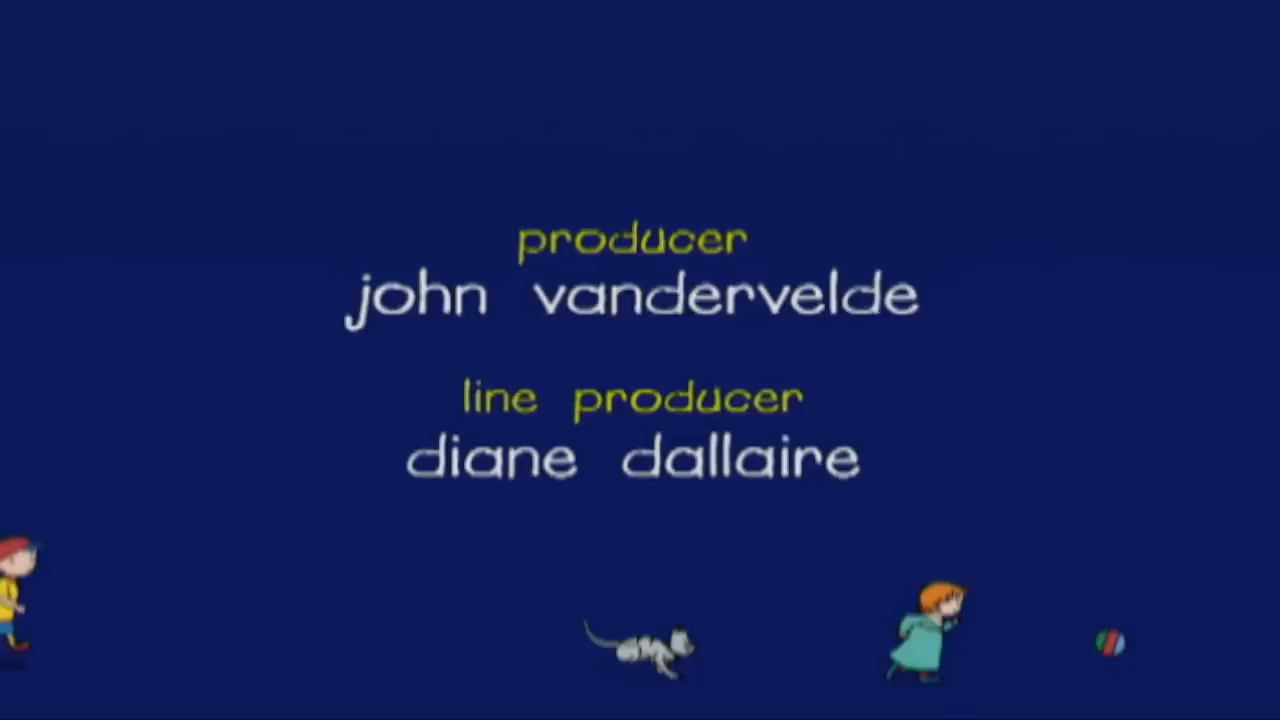 producer
john vandervelde
line producer
diane dallaire